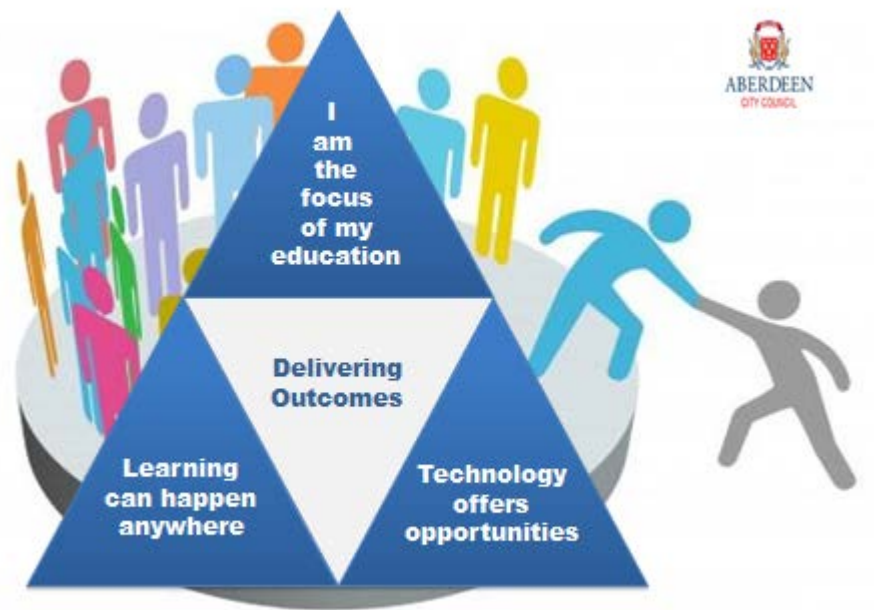 ABERDEEN
CITY COUNCIL
I
am
the
focus
of my
education
Delivering
Outcomes
Learning
can happen
anywhere
Technology
offers
opportunities